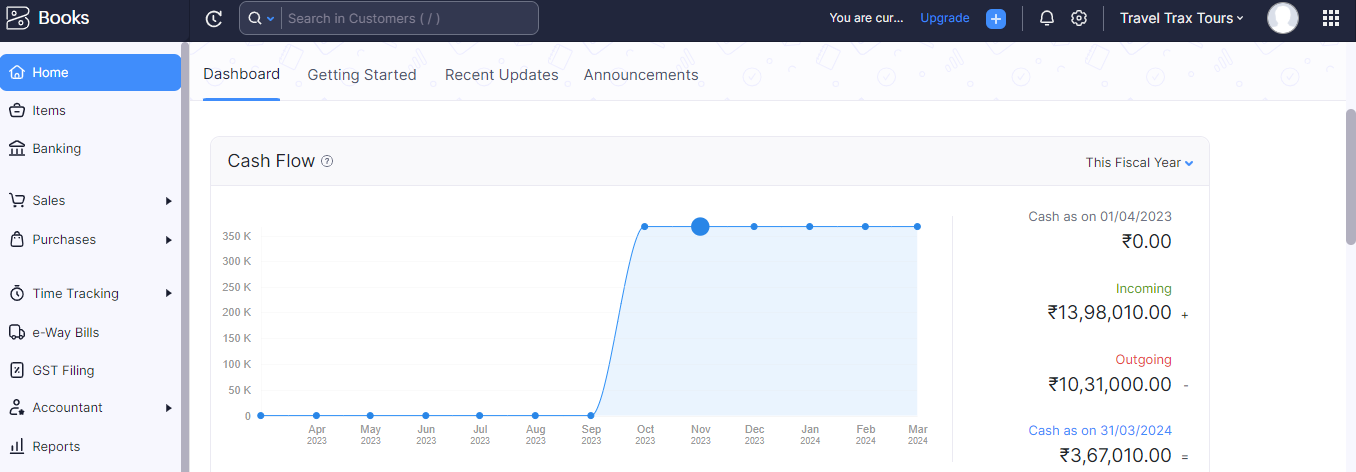 Books
Search in Customers ( / )
You are cur...
Upgrade
Travel Trax Tours
Home
Items
Banking
Sales
Purchases
Time Tracking
e-Way Bills
GST Filing
Accountant
Reports
Dashboard
Getting Started
Recent Updates
Announcements
Cash Flow
This Fiscal Year
350 K
300 K
250 K
200 K
150 K
100 K
50 K
0
Apr 2023
May 2023
Jun 2023
Jul 2023
Aug 2023
Sep 2023
Oct 2023
Nov 2023
Dec 2023
Jan 2024
Feb 2024
Mar 2024
Cash as on 01/04/2023
₹0.00
Incoming
₹13,98,010.00 +
Outgoing
₹10,31,000.00 -
Cash as on 31/03/2024
₹3,67,010.00 =